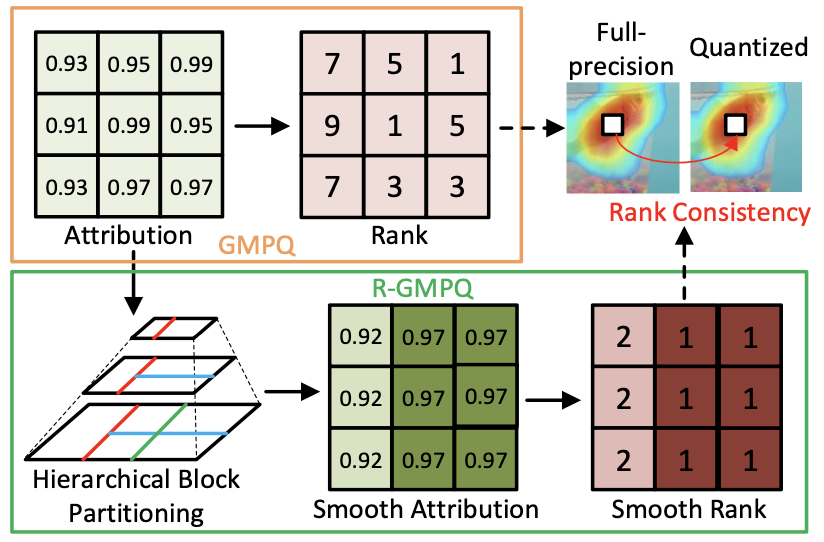 Full-
precision
Quantized
0.93 0.95 0.99
0.91 0.99 0.95
0.93 0.97 0.97
Attribution
7 5 1
9 1 5
7 3 3
Rank
GMPQ
Rank Consistency
R-GMPQ
Hierarchical Block
Partitioning
0.92 0.97 0.97
0.92 0.97 0.97
0.92 0.97 0.97
Smooth Attribution
2 1 1
2 1 1
2 1 1
Smooth Rank